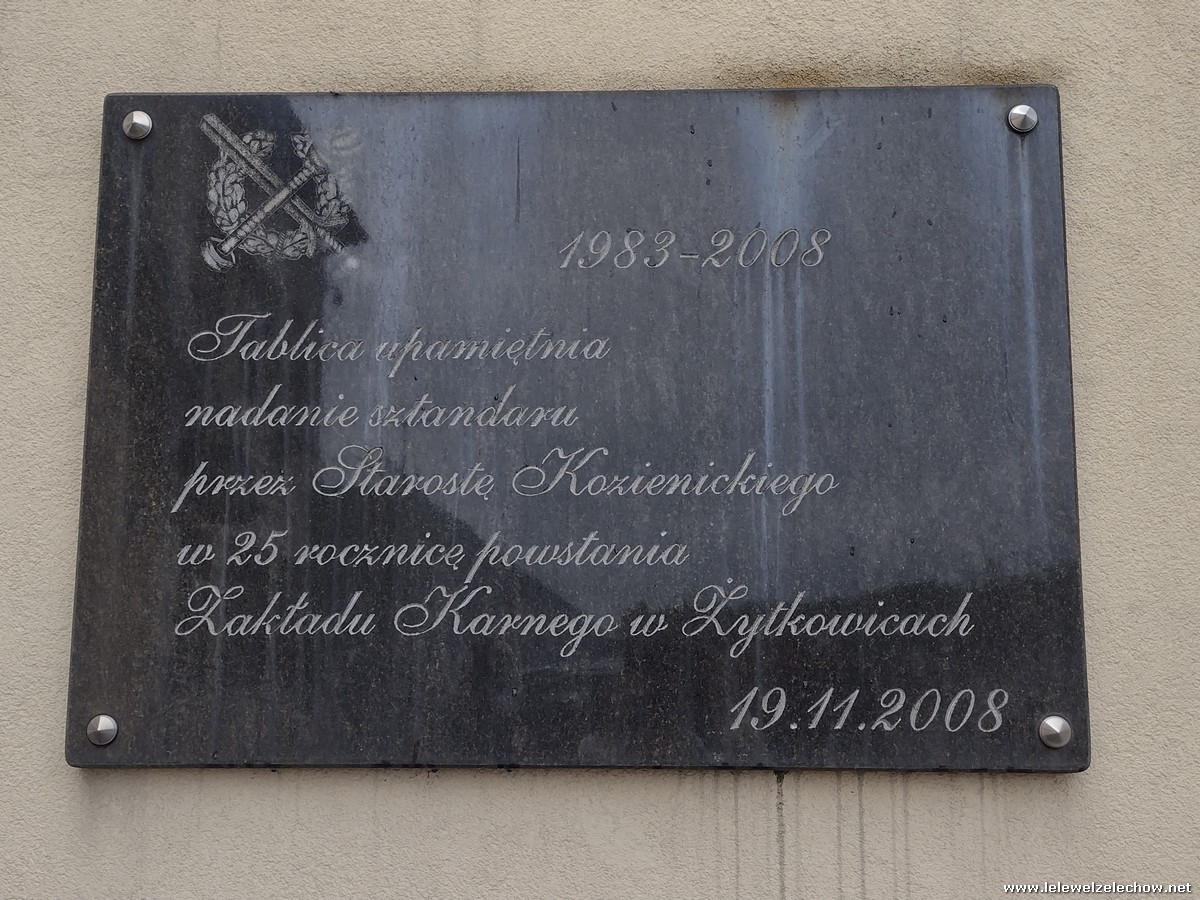 1983-2008
Tablica upamiętnia
nadanie sztandaru
przez Starostę Kozienickiego
w 25 rocznicę powstania
Zakładu Karnego w Żytkowicach
19.11.2008
www.lelewelzelechow.net